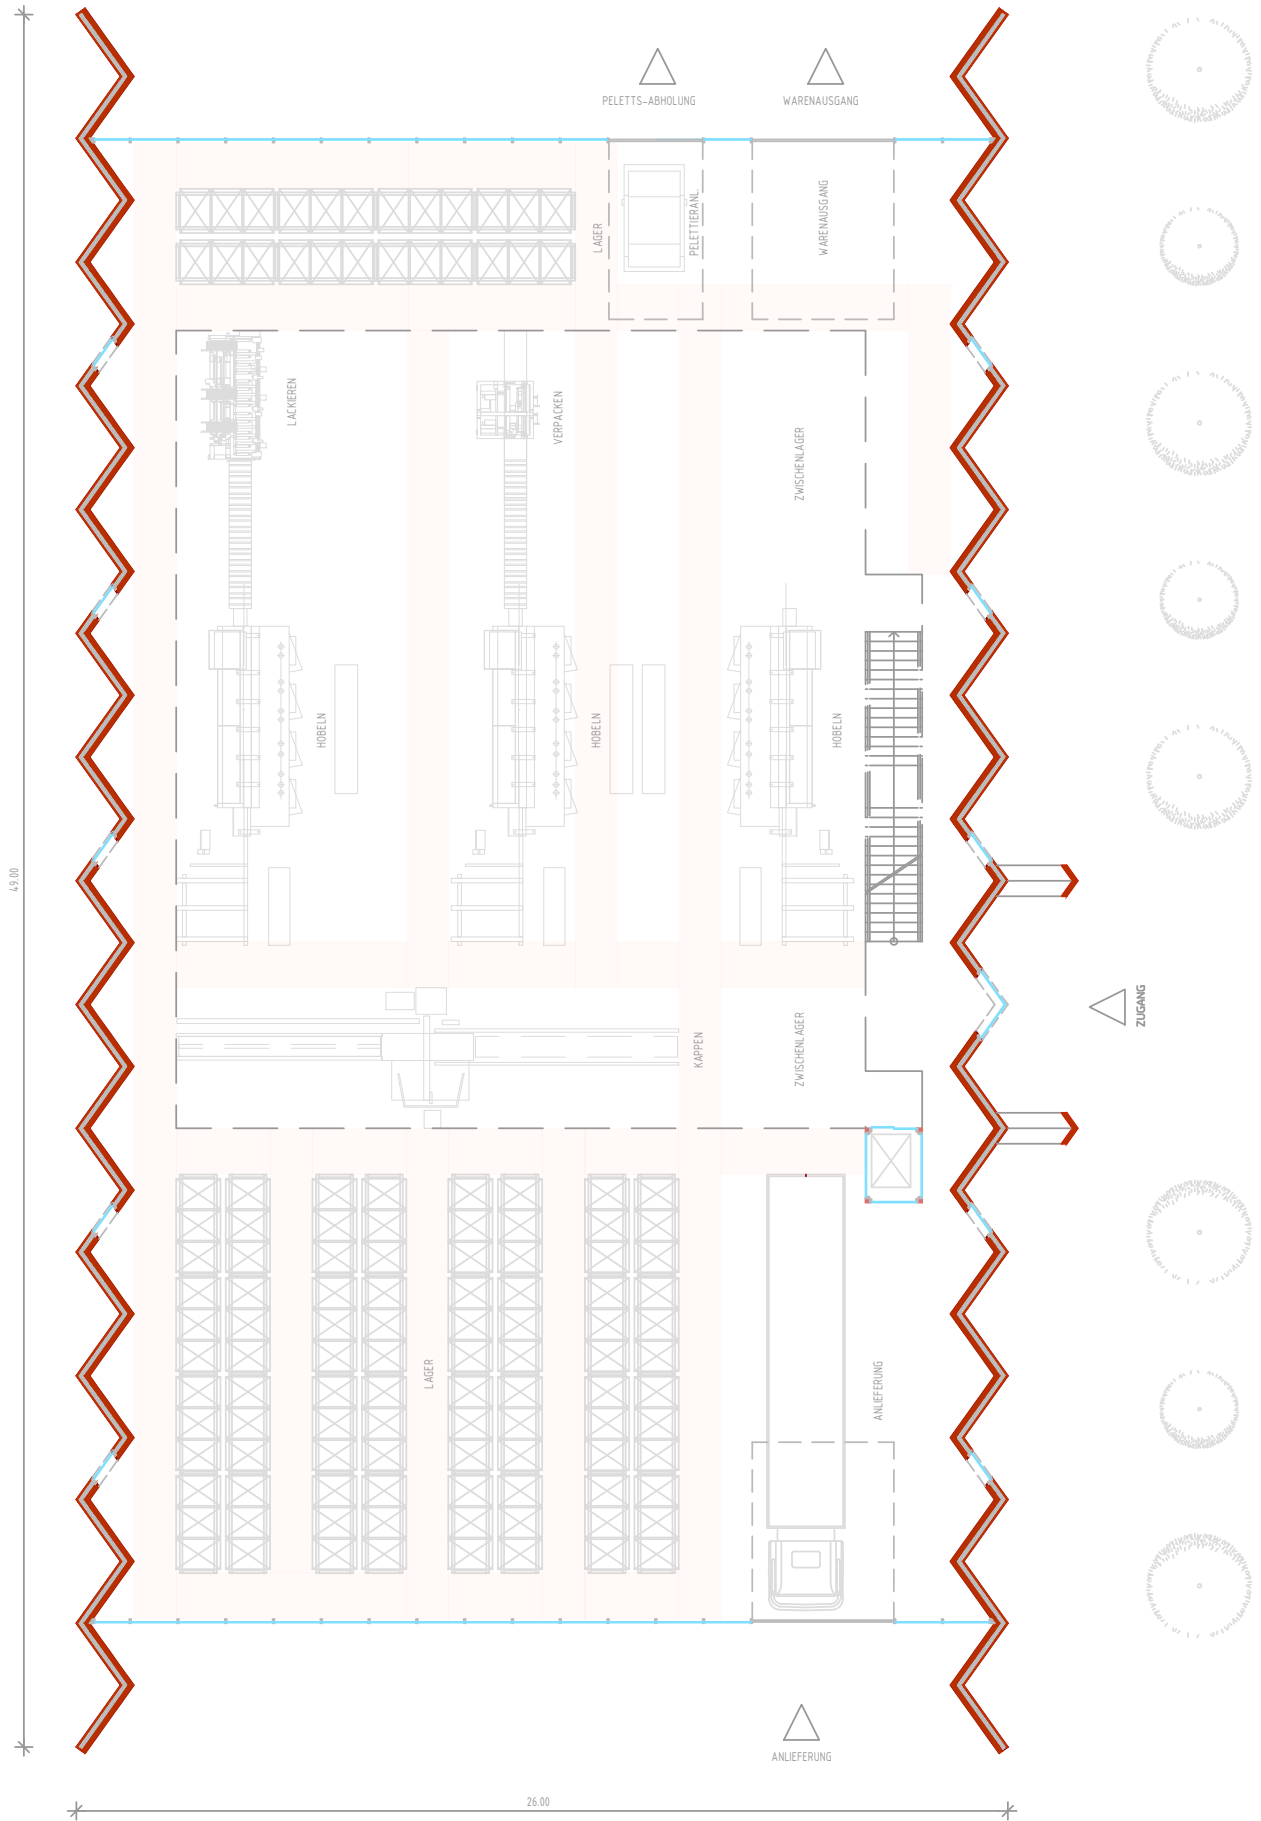 PELETTS-ABHOLUNG
WARENAUSGANG
LAGER
PELETTIERANL.
WARENAUSGANG
LACKIEREN
VERPACKEN
ZWISCHENLAGER
HOBELN
HOBELN
HOBELN
49.00
ZUGANG
KAPPEN
ZWISCHENLAGER
LAGER
ANLIEFERUNG
ANLIEFERUNG
26.00